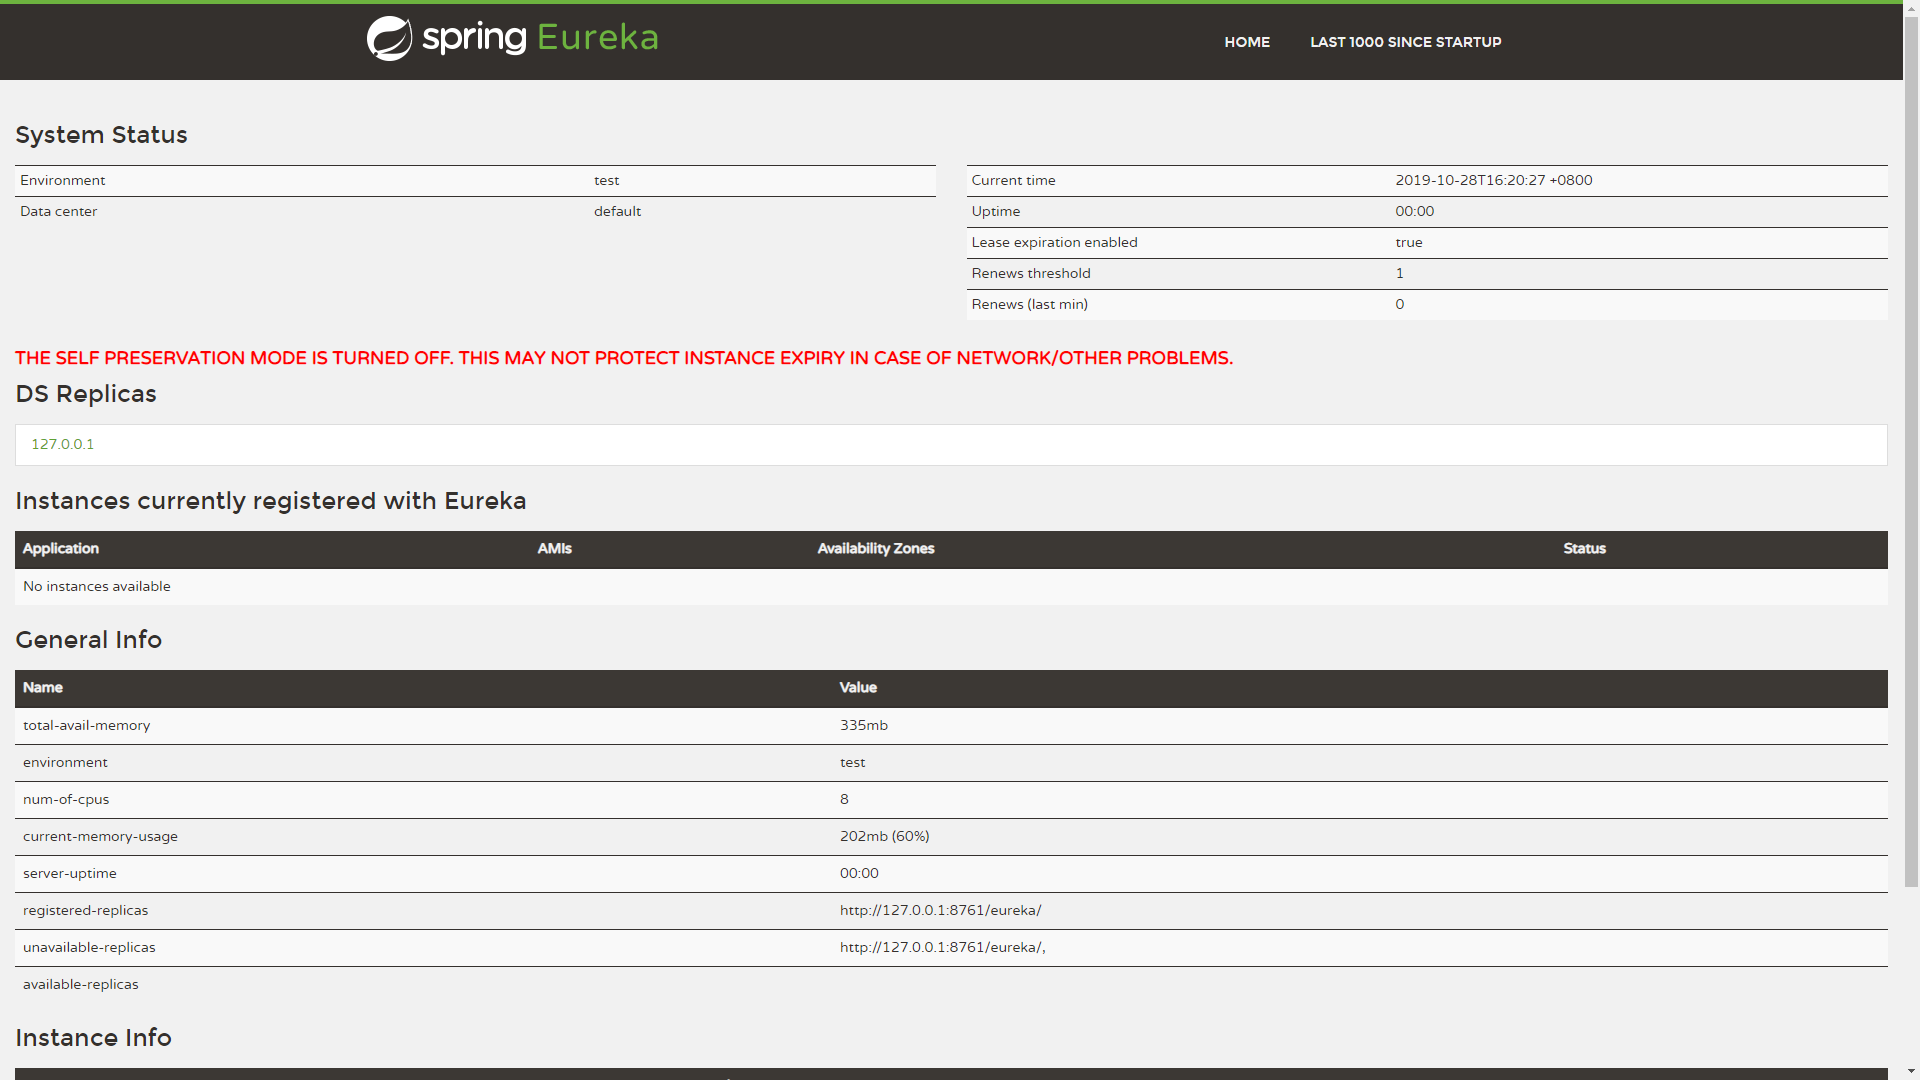 spring Eureka
HOME LAST 1000 SINCE STARTUP
System Status
Environment test
Data center default
Current time 2019-10-28T16:20:27 +0800
Uptime 00:00
Lease expiration enabled true
Renews threshold 1
Renews (last min) 0
THE SELF PRESERVATION MODE IS TURNED OFF. THIS MAY NOT PROTECT INSTANCE EXPIRY IN CASE OF NETWORK/OTHER PROBLEMS.
DS Replicas
127.0.0.1
Instances currently registered with Eureka
Application AMIs Availability Zones Status
No instances available
General Info
Name Value
total-avail-memory 335mb
environment test
num-of-cpus 8
current-memory-usage 202mb (60%)
server-uptime 00:00
registered-replicas http://127.0.0.1:8761/eureka/
unavailable-replicas http://127.0.0.1:8761/eureka/,
available-replicas
Instance Info